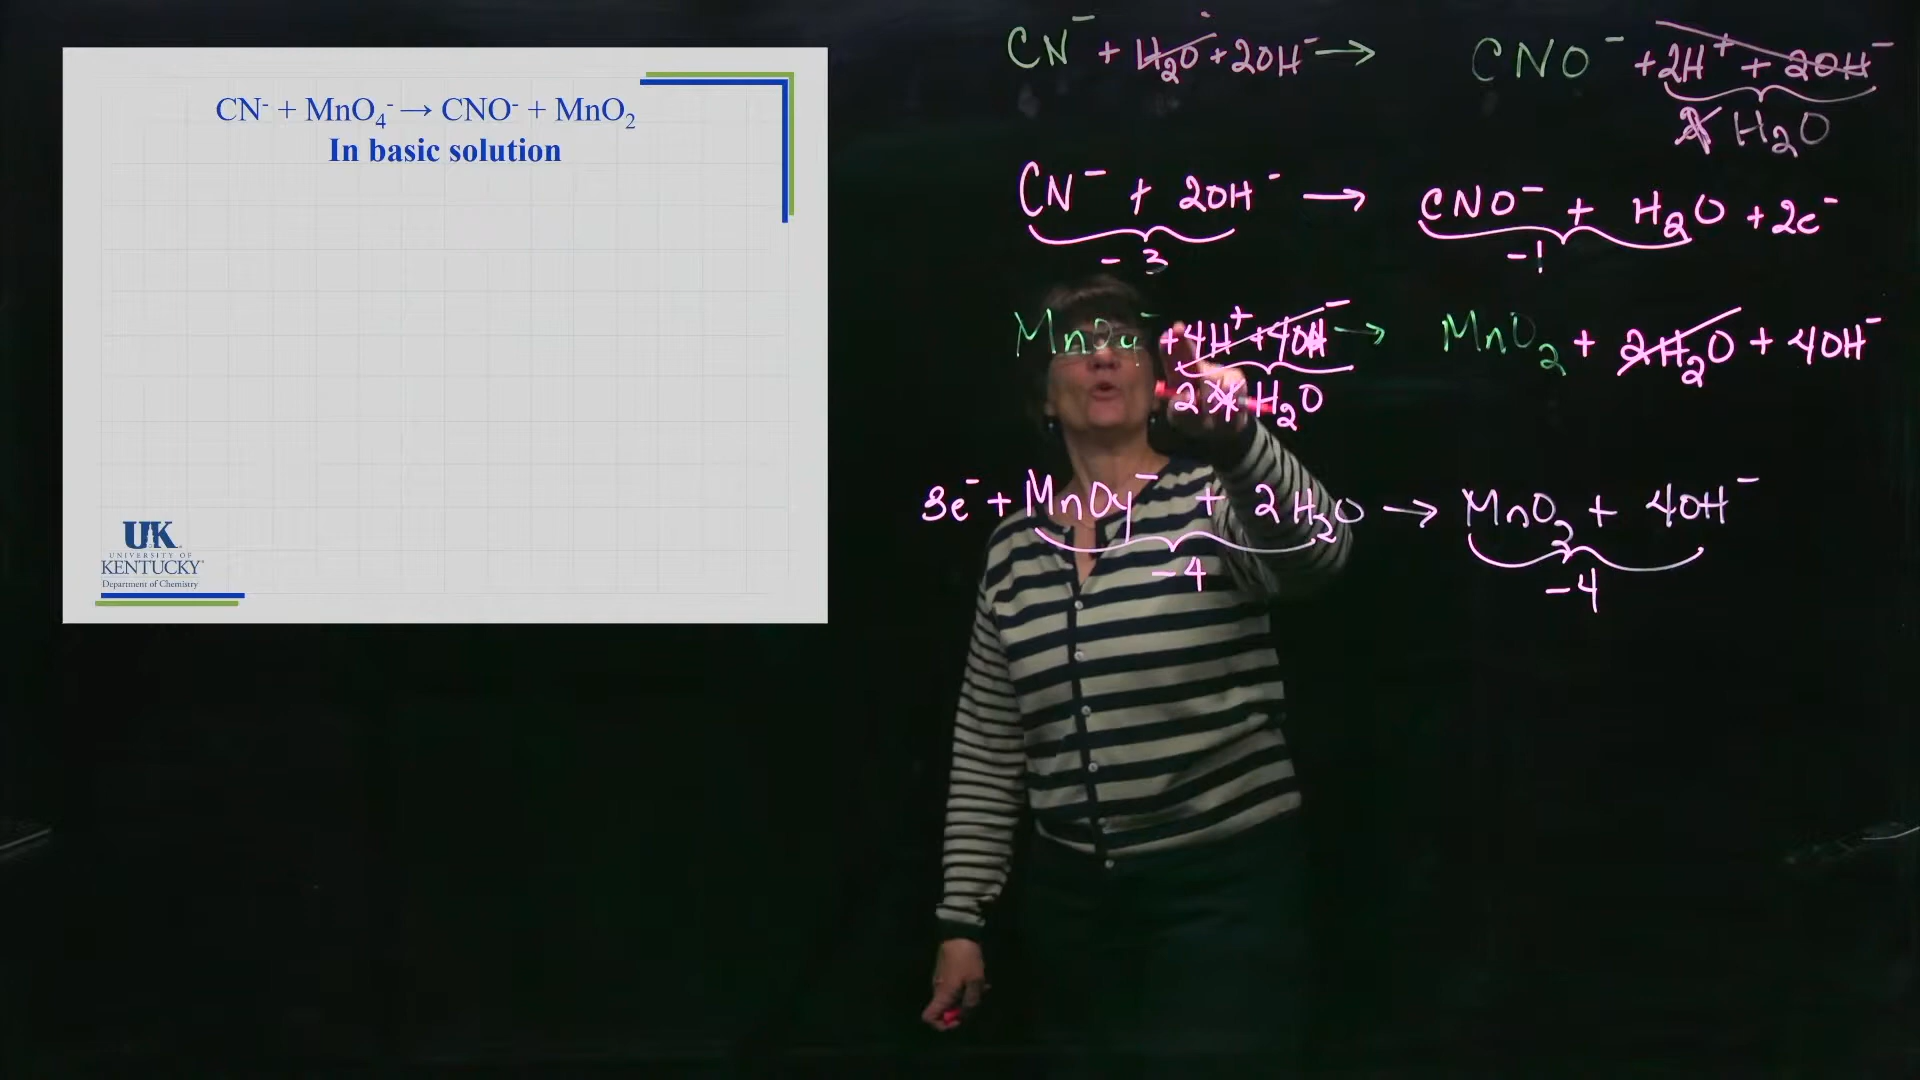 CN⁻ + MnO₄⁻ → CNO⁻ + MnO₂
In basic solution
UK
UNIVERSITY OF
KENTUCKY
Department of Chemistry
CN⁻ + H₂O + 2OH⁻ → CNO⁻ + 2H⁺ + 2OH⁻
2 H₂O
CN⁻ + 2OH⁻ → CNO⁻ + H₂O + 2e⁻
-3 -1
MnO₄⁻ + 4H⁺ + 4OH⁻ → MnO₂ + 2H₂O + 4OH⁻
2 4 H₂O
3e⁻ + MnO₄⁻ + 2H₂O → MnO₂ + 4OH⁻
-4 -4